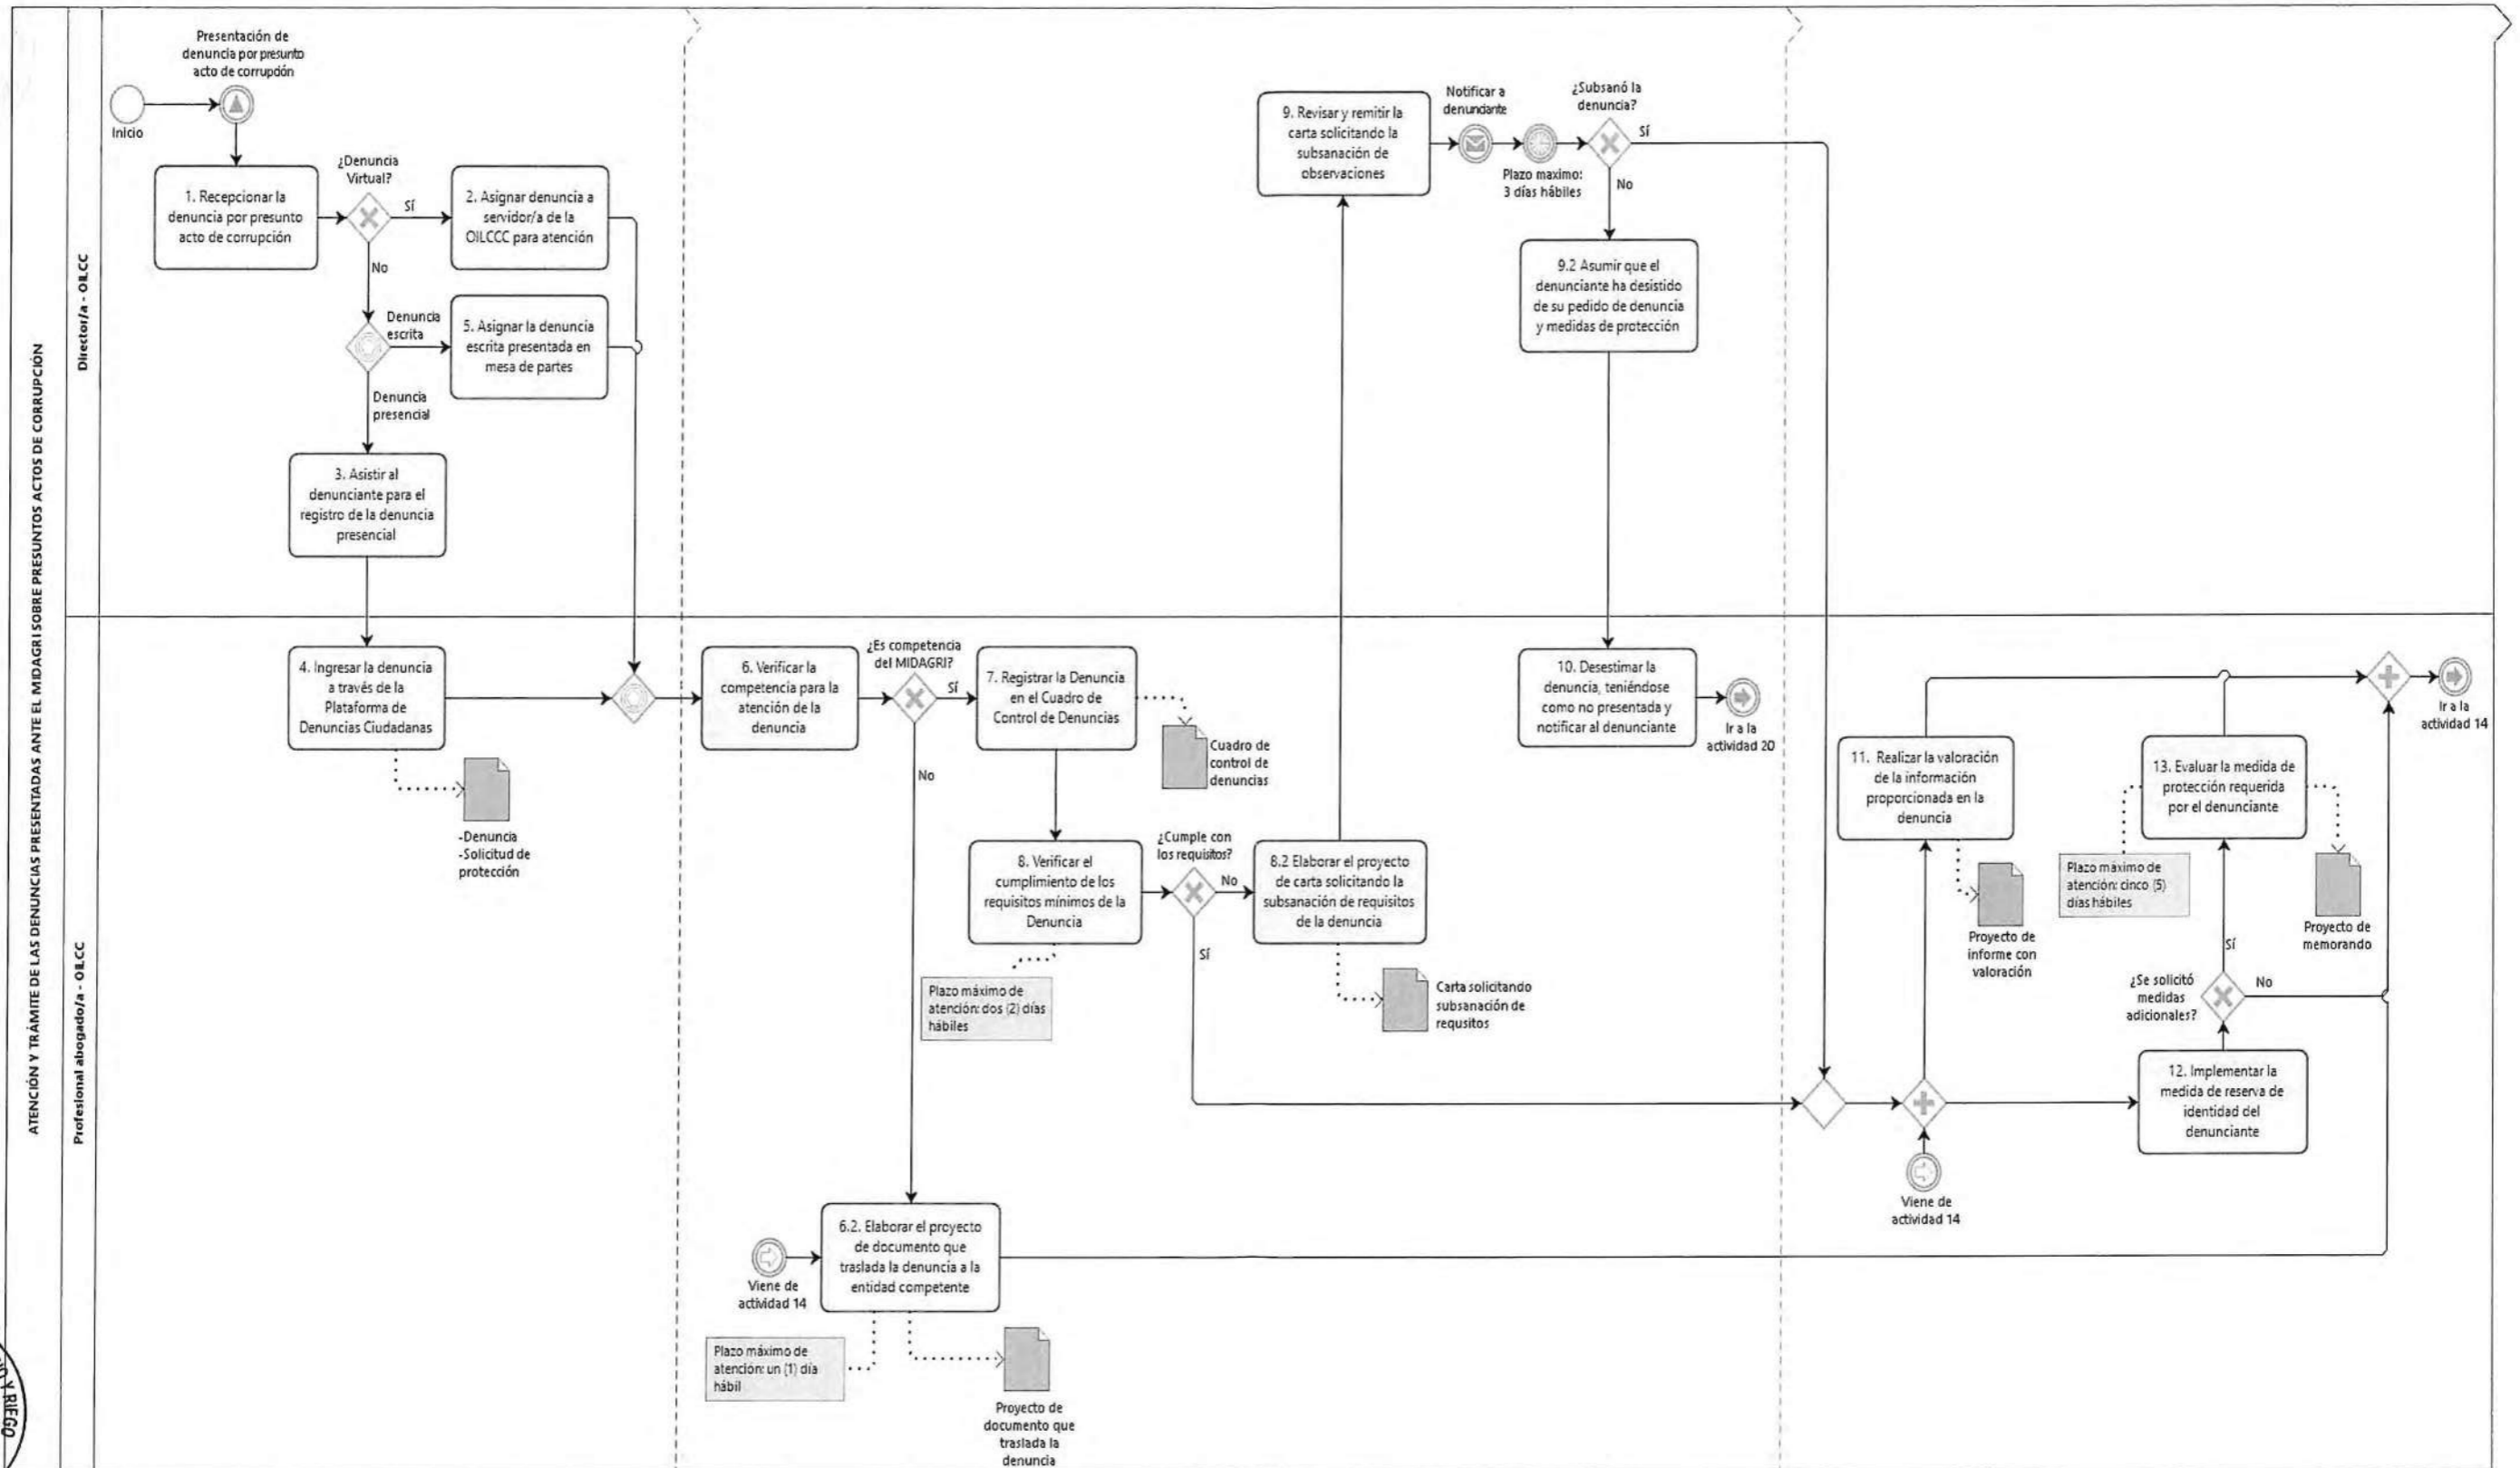 ATENCIÓN Y TRÁMITE DE LAS DENUNCIAS PRESENTADAS ANTE EL MIDAGRI SOBRE PRESUNTOS ACTOS DE CORRUPCIÓN
Director/a - OILCC
Presentación de
denuncia por presunto
acto de corrupción
Inicio
1. Recepcionar la
denuncia por presunto
acto de corrupción
¿Denuncia
Virtual?
Sí
No
2. Asignar denuncia a
servidor/a de la
OILCCC para atención
Denuncia
escrita
5. Asignar la denuncia
escrita presentada en
mesa de partes
Denuncia
presencial
3. Asistir al
denunciante para el
registro de la denuncia
presencial
9. Revisar y remitir la
carta solicitando la
subsanación de
observaciones
Notificar a
denunciante
Plazo maximo:
3 días hábiles
¿Subsanó la
denuncia?
Sí
No
9.2 Asumir que el
denunciante ha desistido
de su pedido de denuncia
y medidas de protección
Profesional abogado/a - OILCC
4. Ingresar la denuncia
a través de la
Plataforma de
Denuncias Ciudadanas
-Denuncia
-Solicitud de
protección
6. Verificar la
competencia para la
atención de la
denuncia
¿Es competencia
del MIDAGRI?
Sí
No
7. Registrar la Denuncia
en el Cuadro de
Control de Denuncias
Cuadro de
control de
denuncias
8. Verificar el
cumplimiento de los
requisitos mínimos de la
Denuncia
Plazo máximo de
atención: dos (2) días
hábiles
¿Cumple con
los requisitos?
No
Sí
8.2 Elaborar el proyecto
de carta solicitando la
subsanación de requisitos
de la denuncia
Carta solicitando
subsanación de
requsitos
10. Desestimar la
denuncia, teniéndose
como no presentada y
notificar al denunciante
Ir a la
actividad 20
6.2. Elaborar el proyecto
de documento que
traslada la denuncia a la
entidad competente
Viene de
actividad 14
Plazo máximo de
atención: un (1) día
hábil
Proyecto de
documento que
traslada la
denuncia
11. Realizar la valoración
de la información
proporcionada en la
denuncia
Proyecto de
informe con
valoración
Viene de
actividad 14
12. Implementar la
medida de reserva de
identidad del
denunciante
¿Se solicitó
medidas
adicionales?
Sí
No
13. Evaluar la medida de
protección requerida
por el denunciante
Plazo máximo de
atención: cinco (5)
días hábiles
Proyecto de
memorando
Ir a la
actividad 14
Y RIEGO